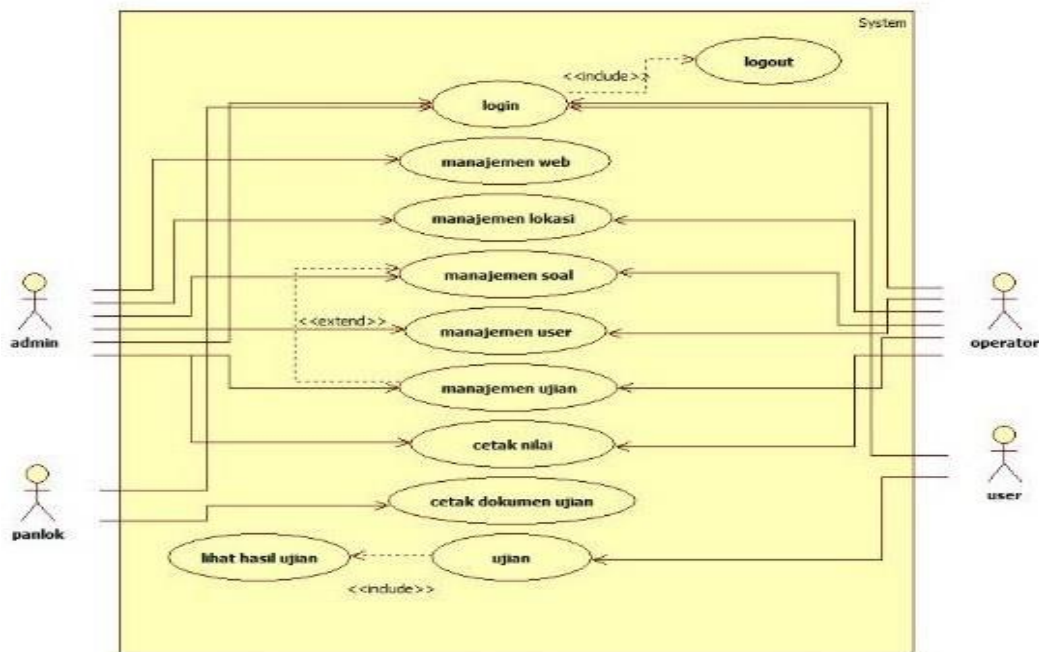 System
logout
<<include>>
login
manajemen web
manajemen lokasi
manajemen soal
<<extend>>
manajemen user
admin
operator
manajemen ujian
cetak nilai
cetak dokumen ujian
panlok
user
lihat hasil ujian
ujian
<<include>>